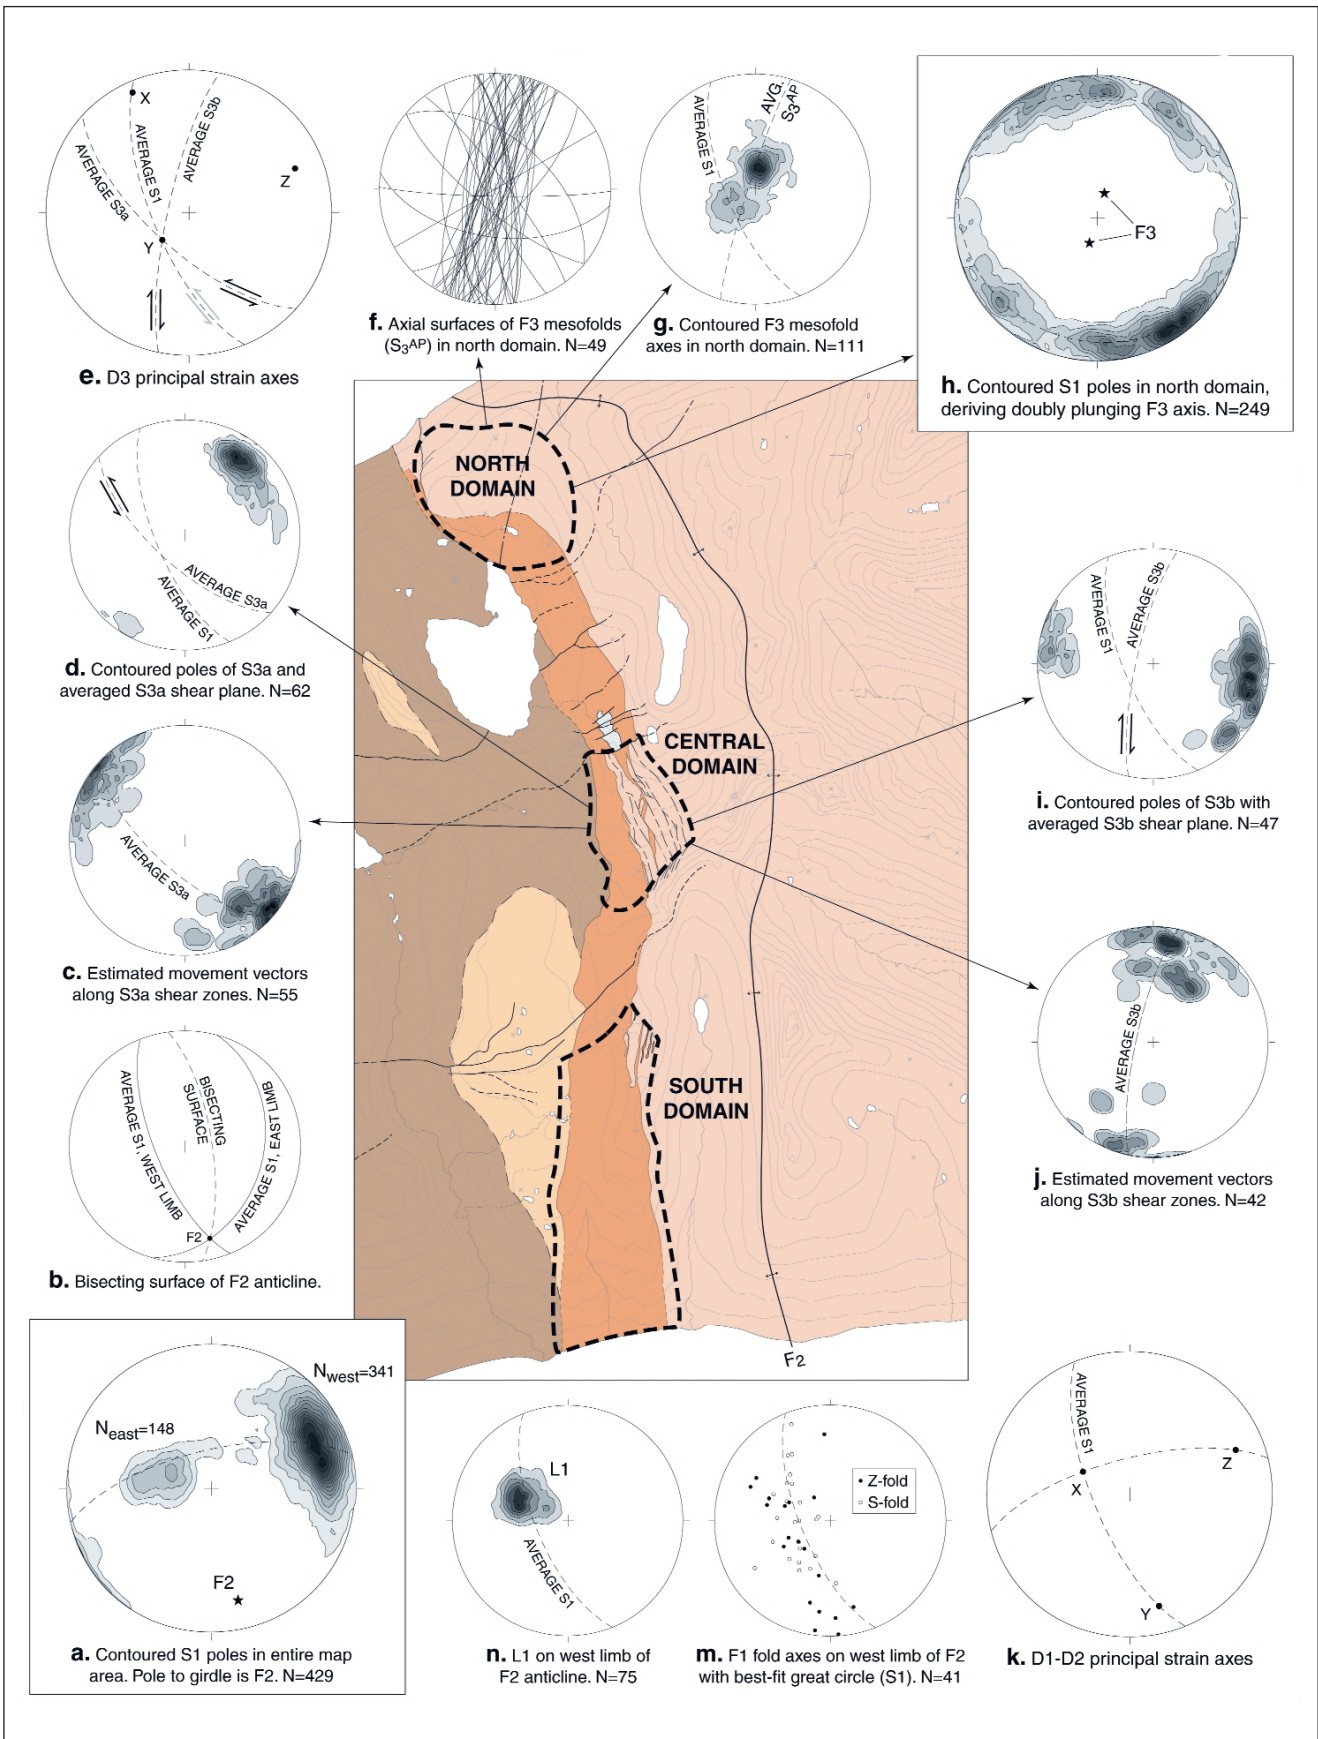 X
AVERAGE S3b
AVERAGE S1
AVERAGE S3a
Z
Y
e. D3 principal strain axes
f. Axial surfaces of F3 mesofolds
(S3AP) in north domain. N=49
AVERAGE S1
AVG.
S3AP
g. Contoured F3 mesofold
axes in north domain. N=111
F3
h. Contoured S1 poles in north domain,
deriving doubly plunging F3 axis. N=249
AVERAGE S3a
AVERAGE S1
d. Contoured poles of S3a and
averaged S3a shear plane. N=62
AVERAGE S3a
c. Estimated movement vectors
along S3a shear zones. N=55
AVERAGE S1, WEST LIMB
BISECTING
SURFACE
AVERAGE S1, EAST LIMB
F2
b. Bisecting surface of F2 anticline.
Nwest=341
Neast=148
F2
a. Contoured S1 poles in entire map
area. Pole to girdle is F2. N=429
NORTH
DOMAIN
CENTRAL
DOMAIN
SOUTH
DOMAIN
F2
AVERAGE S1
AVERAGE S3b
i. Contoured poles of S3b with
averaged S3b shear plane. N=47
AVERAGE S3b
j. Estimated movement vectors
along S3b shear zones. N=42
L1
AVERAGE S1
n. L1 on west limb of
F2 anticline. N=75
Z-fold
S-fold
m. F1 fold axes on west limb of F2
with best-fit great circle (S1). N=41
AVERAGE S1
X
Z
Y
k. D1-D2 principal strain axes